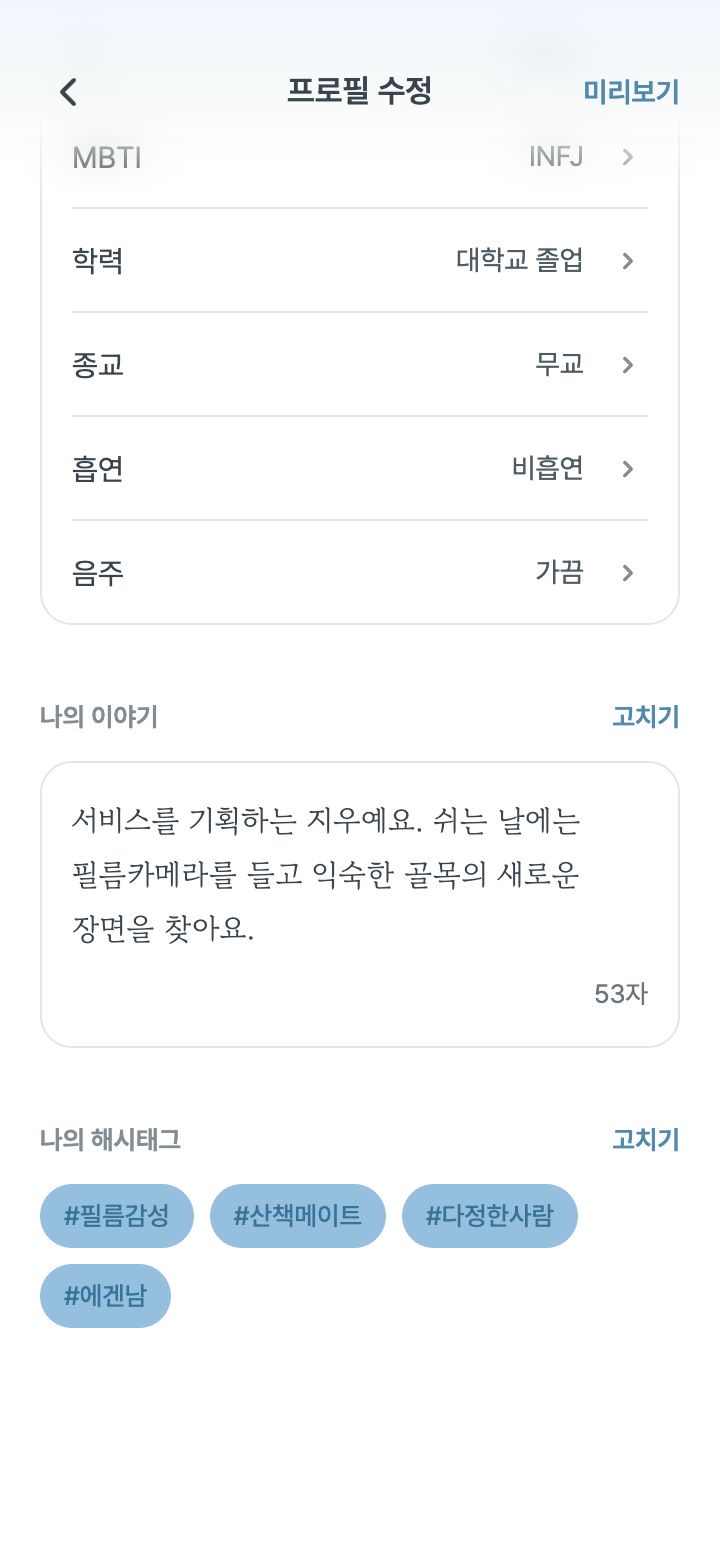 프로필 수정
미리보기
MBTI
INFJ
학력
대학교 졸업
종교
무교
흡연
비흡연
음주
가끔
나의 이야기
고치기
서비스를 기획하는 지우예요. 쉬는 날에는
필름카메라를 들고 익숙한 골목의 새로운
장면을 찾아요.
53자
나의 해시태그
고치기
#필름감성
#산책메이트
#다정한사람
#에겐남